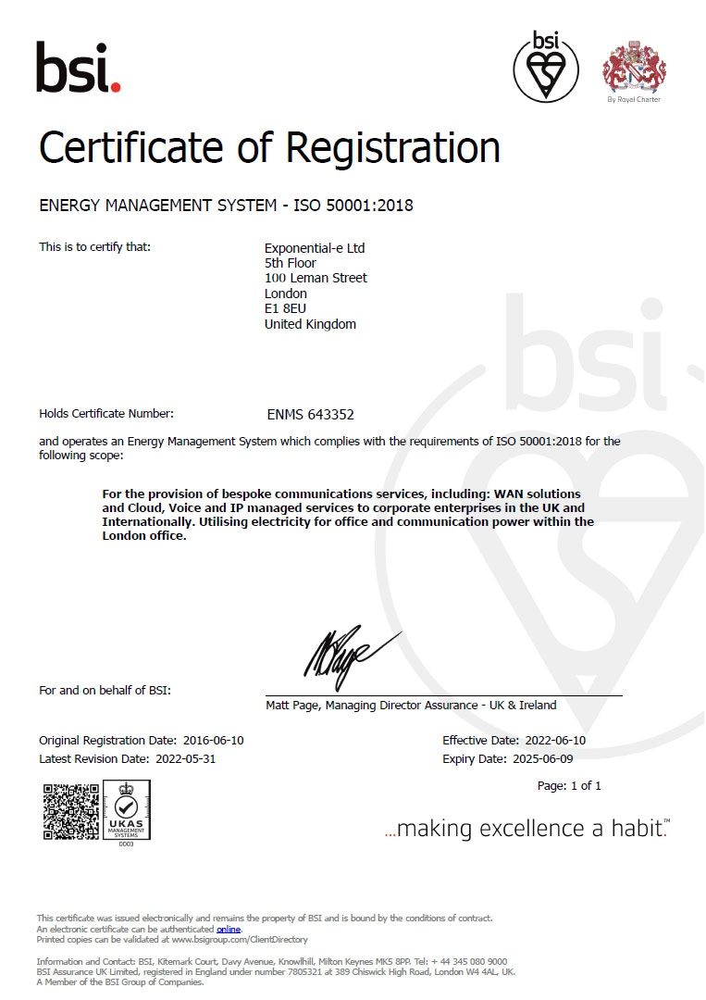 bsi.
bsi
By Royal Charter
Certificate of Registration
ENERGY MANAGEMENT SYSTEM - ISO 50001:2018
This is to certify that:
Exponential-e Ltd
5th Floor
100 Leman Street
London
E1 8EU
United Kingdom
bsi
Holds Certificate Number:
ENMS 643352
and operates an Energy Management System which complies with the requirements of ISO 50001:2018 for the
following scope:
For the provision of bespoke communications services, including: WAN solutions
and Cloud, Voice and IP managed services to corporate enterprises in the UK and
Internationally. Utilising electricity for office and communication power within the
London office.
For and on behalf of BSI:
Matt Page, Managing Director Assurance - UK & Ireland
Original Registration Date: 2016-06-10
Effective Date: 2022-06-10
Latest Revision Date: 2022-05-31
Expiry Date: 2025-06-09
Page: 1 of 1
UKAS
MANAGEMENT
SYSTEMS
0003
...making excellence a habit.™
This certificate was issued electronically and remains the property of BSI and is bound by the conditions of contract.
An electronic certificate can be authenticated online.
Printed copies can be validated at www.bsigroup.com/ClientDirectory
Information and Contact: BSI, Kitemark Court, Davy Avenue, Knowlhill, Milton Keynes MK5 8PP. Tel: + 44 345 080 9000
BSI Assurance UK Limited, registered in England under number 7805321 at 389 Chiswick High Road, London W4 4AL, UK.
A Member of the BSI Group of Companies.